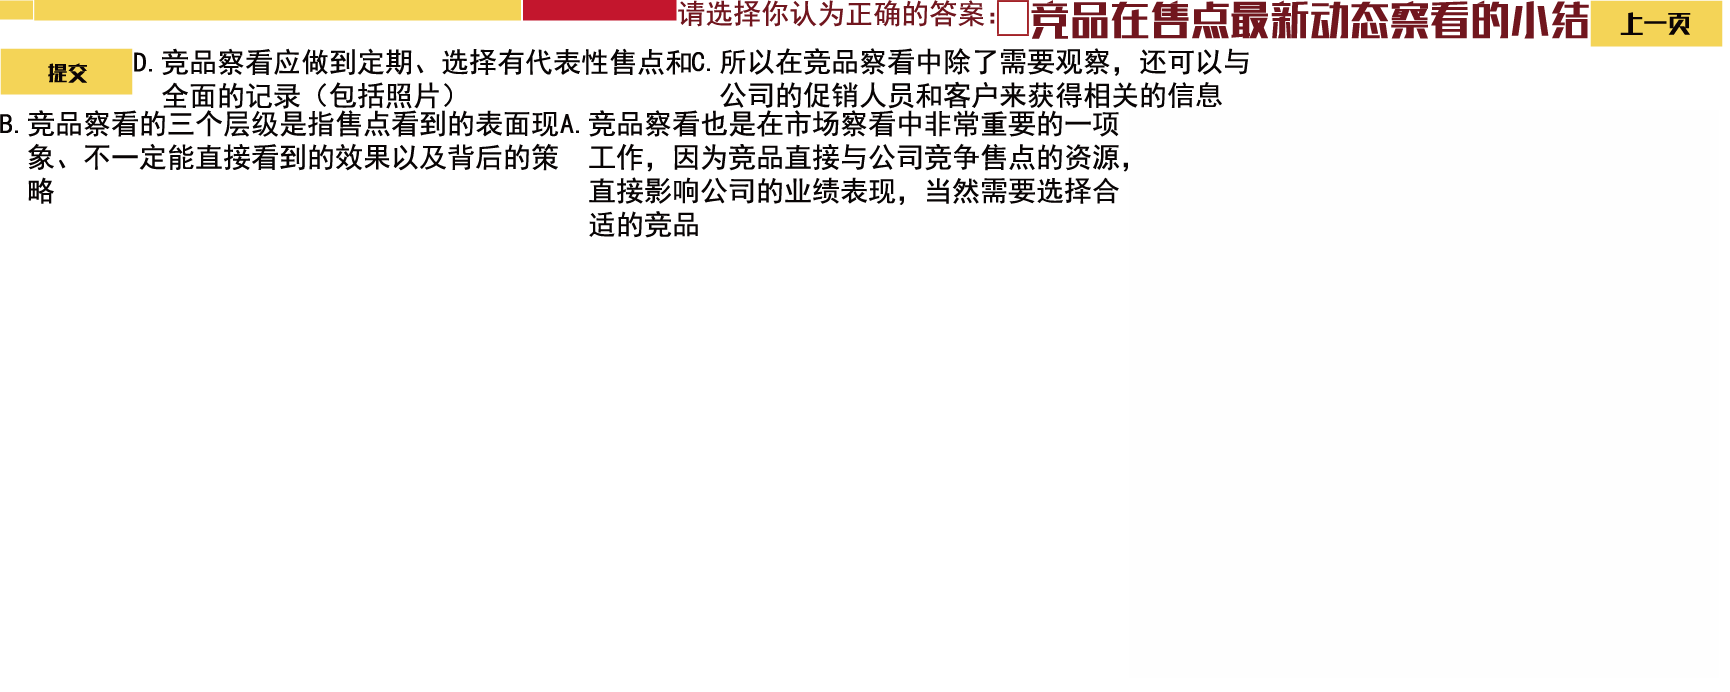 请选择你认为正确的答案：
竞品在售点最新动态察看的小结
上一页
提交
D. 竞品察看应做到定期、选择有代表性售点和
全面的记录（包括照片）
C. 所以在竞品察看中除了需要观察，还可以与
公司的促销人员和客户来获得相关的信息
B. 竞品察看的三个层级是指售点看到的表面现
象、不一定能直接看到的效果以及背后的策
略
A. 竞品察看也是在市场察看中非常重要的一项
工作，因为竞品直接与公司竞争售点的资源，
直接影响公司的业绩表现，当然需要选择合
适的竞品